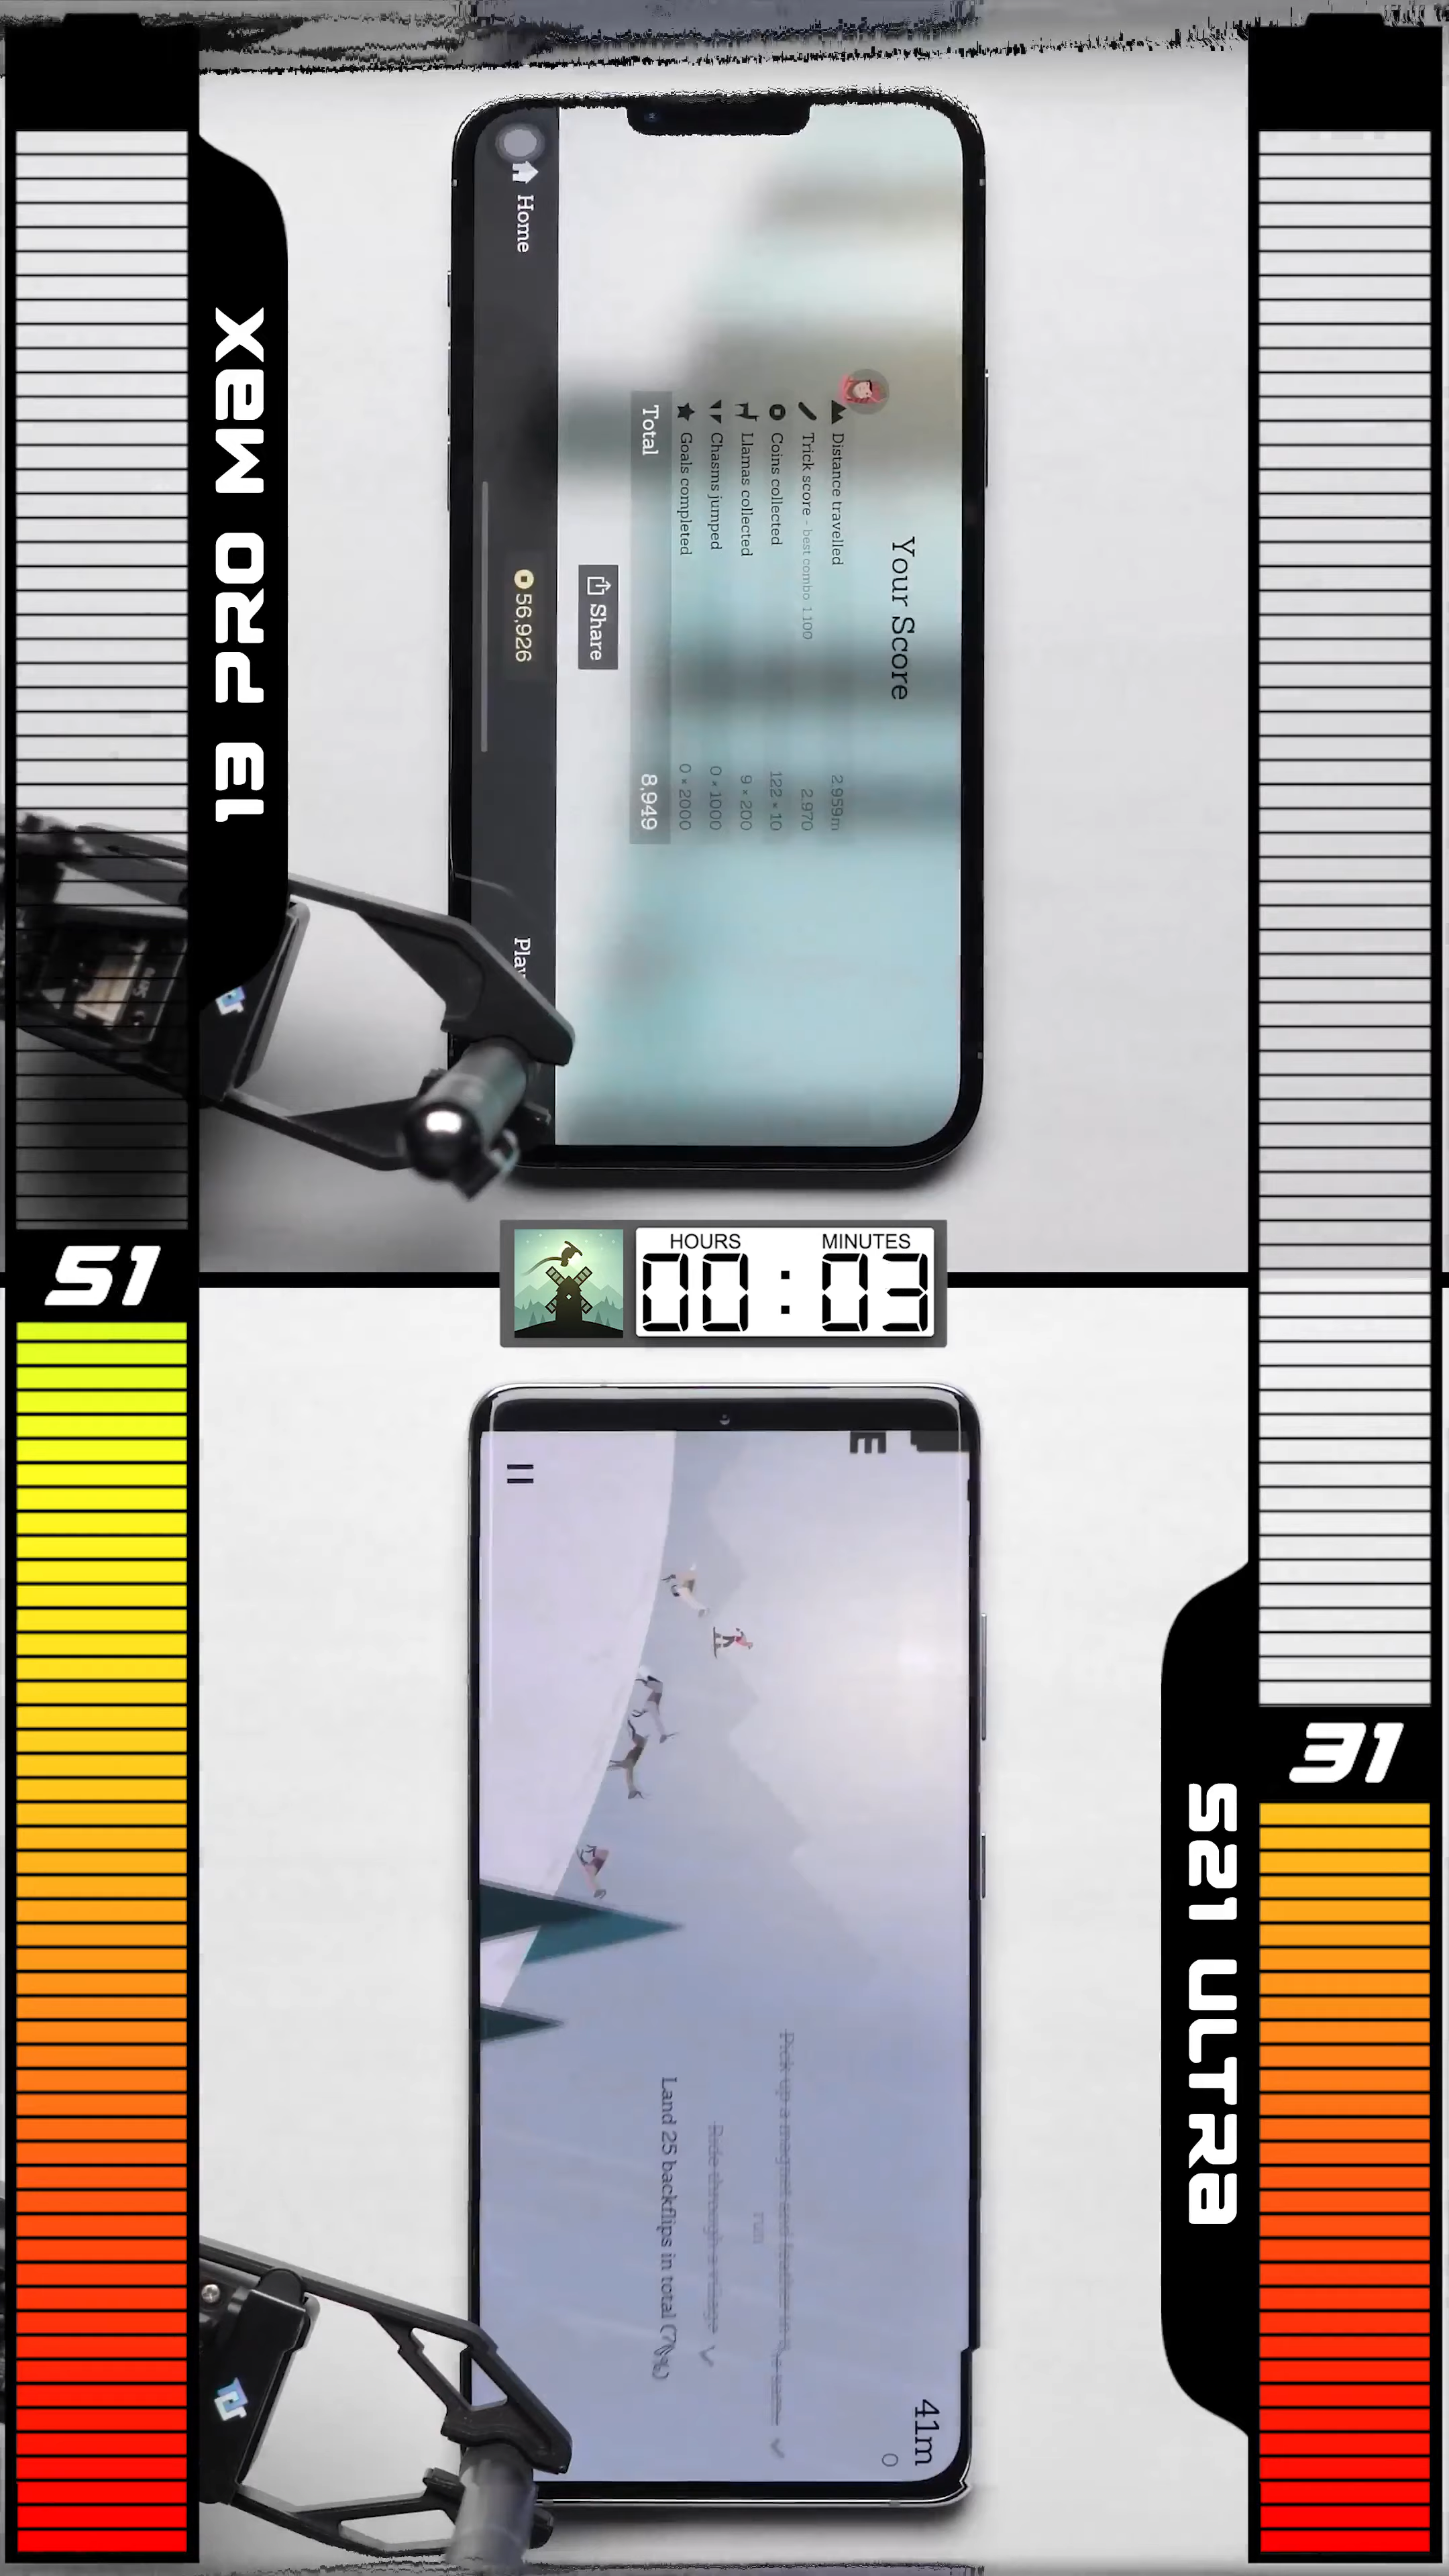 13 PRO MAX
51
Home
Your Score
Distance travelled 2,959m
Trick score - best combo 1100 2,970
Coins collected 122 × 10
Llamas collected 9 × 200
Chasms jumped 0 × 1000
Goals completed 0 × 2000
Total 8,949
Share
56,926
Play
HOURS MINUTES
00:03
31
S21 ULTRA
41m
0
run
Land 25 backflips in total